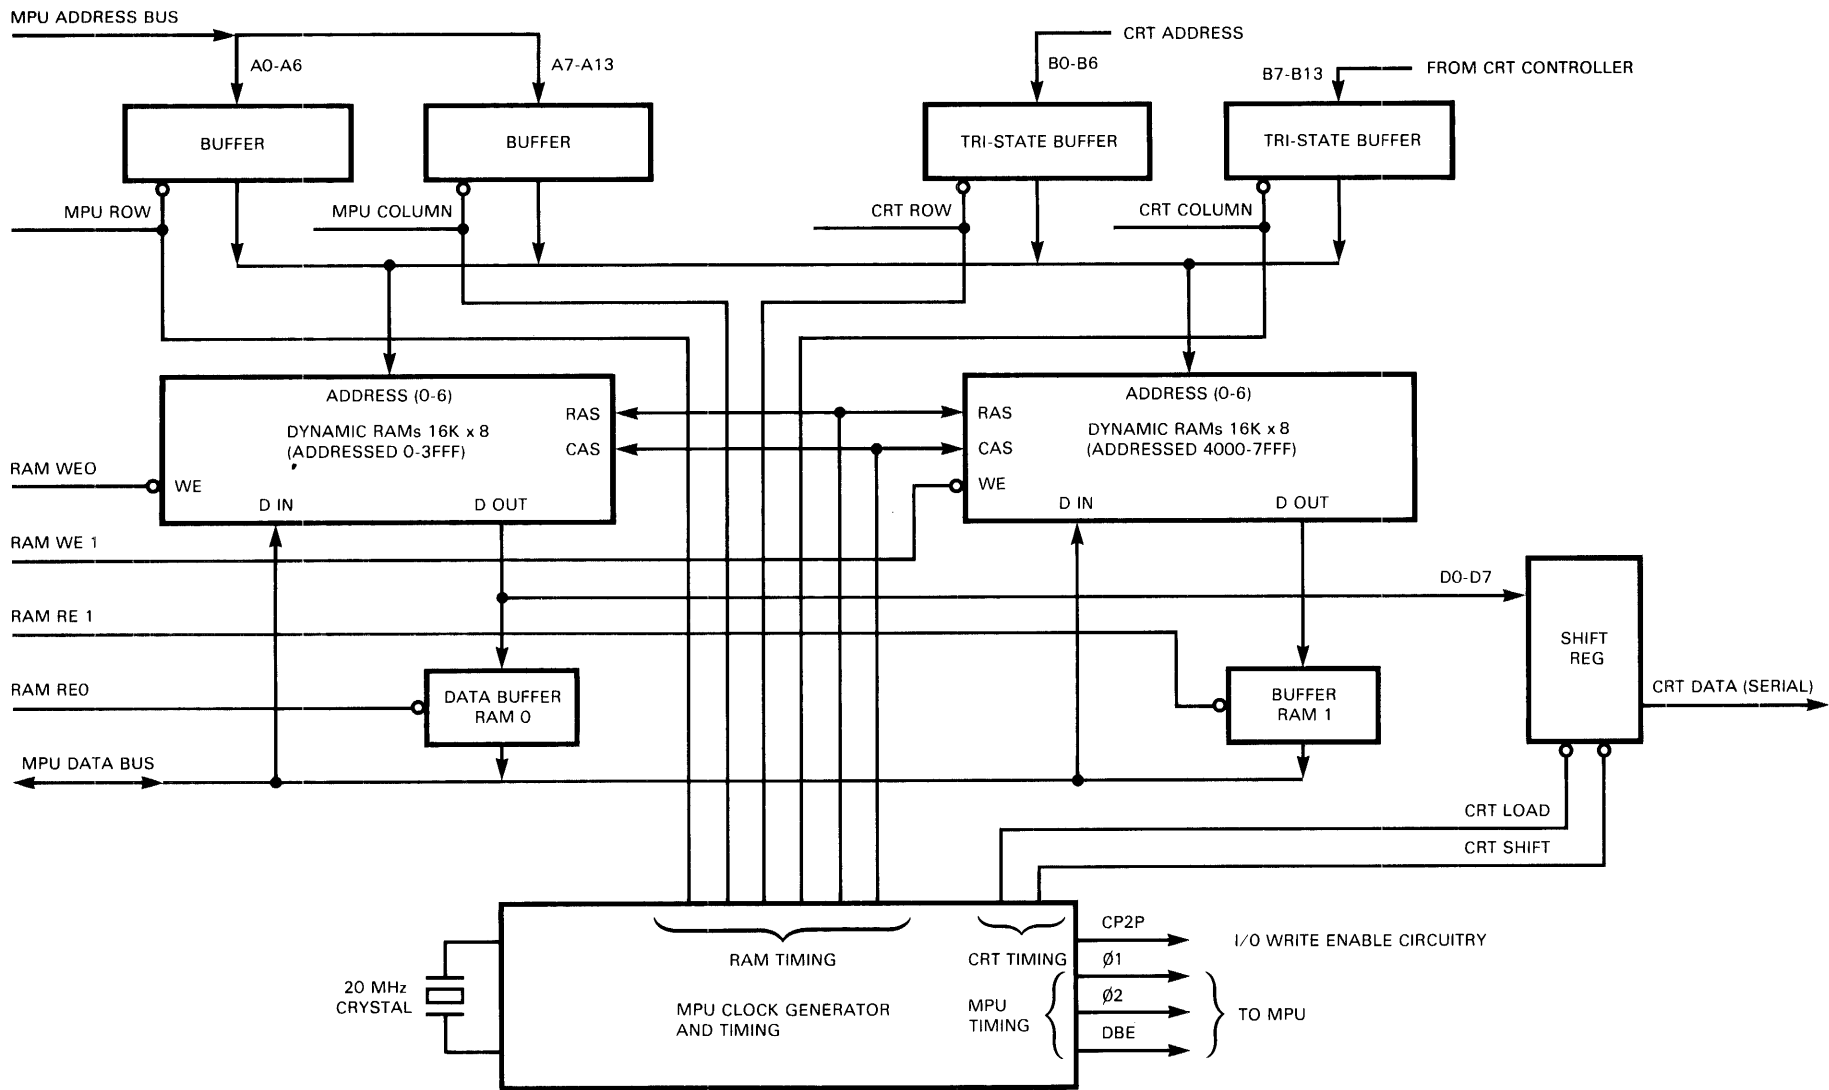 MPU ADDRESS BUS
A0-A6
A7-A13
CRT ADDRESS
B0-B6
B7-B13
FROM CRT CONTROLLER
BUFFER
BUFFER
TRI-STATE BUFFER
TRI-STATE BUFFER
MPU ROW
MPU COLUMN
CRT ROW
CRT COLUMN
ADDRESS (0-6)
DYNAMIC RAMs 16K x 8
(ADDRESSED 0-3FFF)
RAS
CAS
WE
D IN
D OUT
ADDRESS (0-6)
DYNAMIC RAMs 16K x 8
(ADDRESSED 4000-7FFF)
RAS
CAS
WE
D IN
D OUT
RAM WE0
RAM WE 1
RAM RE 1
RAM RE0
MPU DATA BUS
DATA BUFFER
RAM 0
BUFFER
RAM 1
D0-D7
SHIFT
REG
CRT DATA (SERIAL)
CRT LOAD
CRT SHIFT
20 MHz
CRYSTAL
RAM TIMING
MPU CLOCK GENERATOR
AND TIMING
CRT TIMING
MPU
TIMING
CP2P
Ø1
Ø2
DBE
I/O WRITE ENABLE CIRCUITRY
TO MPU